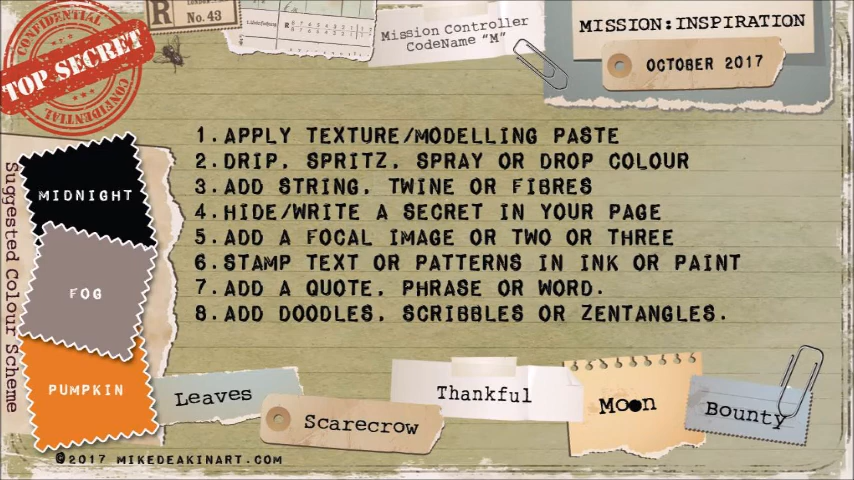 CONFIDENTIAL
TOP SECRET
CONFIDENTIAL
R
No. 43
Mission Controller
CodeName "M"
MISSION:INSPIRATION
OCTOBER 2017
1. APPLY TEXTURE/MODELLING PASTE
2. DRIP, SPRITZ, SPRAY OR DROP COLOUR
3. ADD STRING, TWINE OR FIBRES
4. HIDE/WRITE A SECRET IN YOUR PAGE
5. ADD A FOCAL IMAGE OR TWO OR THREE
6. STAMP TEXT OR PATTERNS IN INK OR PAINT
7. ADD A QUOTE, PHRASE OR WORD.
8. ADD DOODLES, SCRIBBLES OR ZENTANGLES.
Suggested Colour Scheme
MIDNIGHT
FOG
PUMPKIN
Leaves
Scarecrow
Thankful
Moon
Bounty
©2017 MIKEDEAKINART.COM